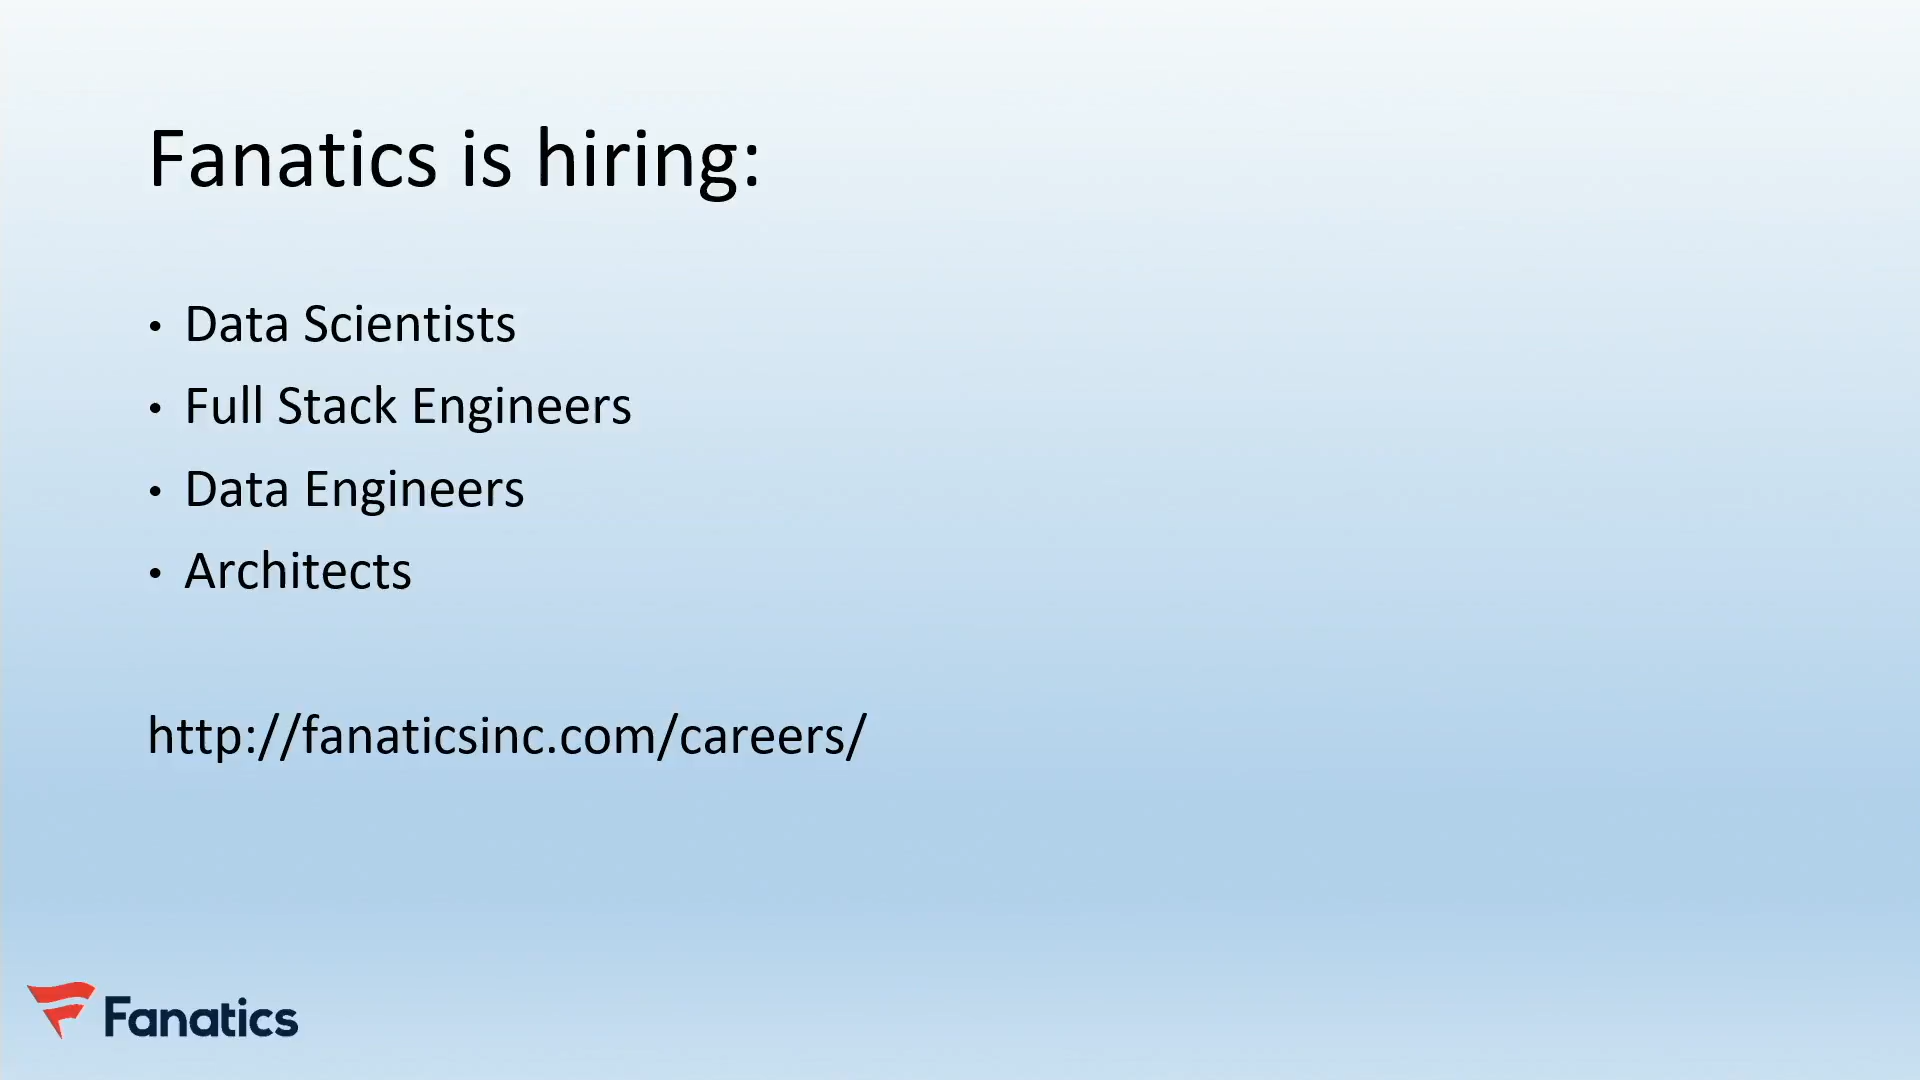 Fanatics is hiring:
• Data Scientists
• Full Stack Engineers
• Data Engineers
• Architects
http://fanaticsinc.com/careers/
Fanatics